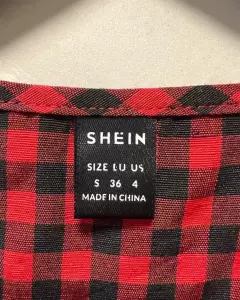 SHEIN
SIZE EU US
S 36 4
MADE IN CHINA